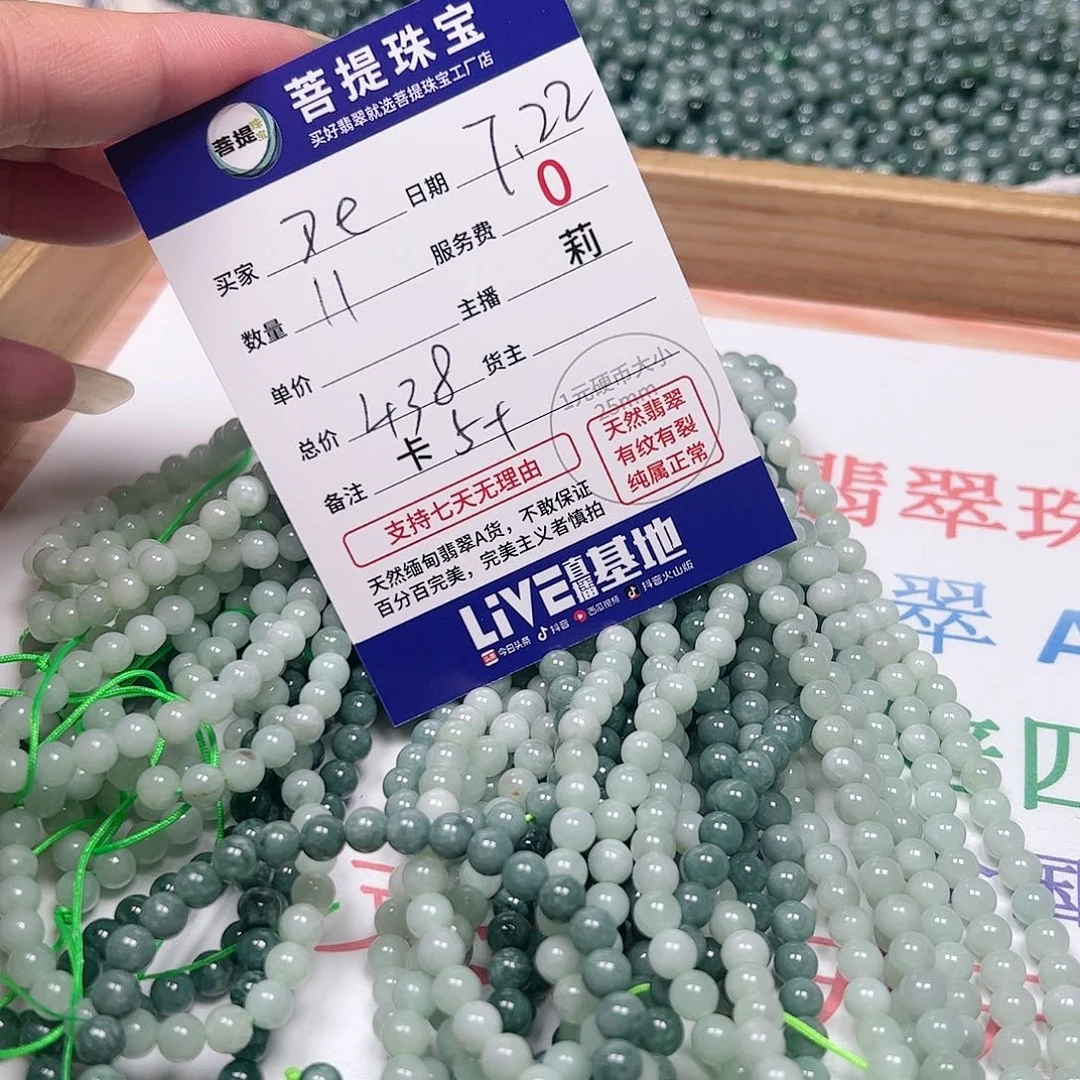 菩提珠宝
买好翡翠就选菩提珠宝工厂店
菩提珠宝
日期 7.22
买家
服务费 0
数量 11
主播 莉
单价
货主
总价 438
备注 卡 54
1元硬币大小
25mm
支持七天无理由
天然翡翠
有纹有裂
纯属正常
天然缅甸翡翠A货，不敢保证
百分百完美，完美主义者慎拍
LiVE直播基地
今日头条 抖音 西瓜视频 抖音火山版
翡翠珠
翠 A
四